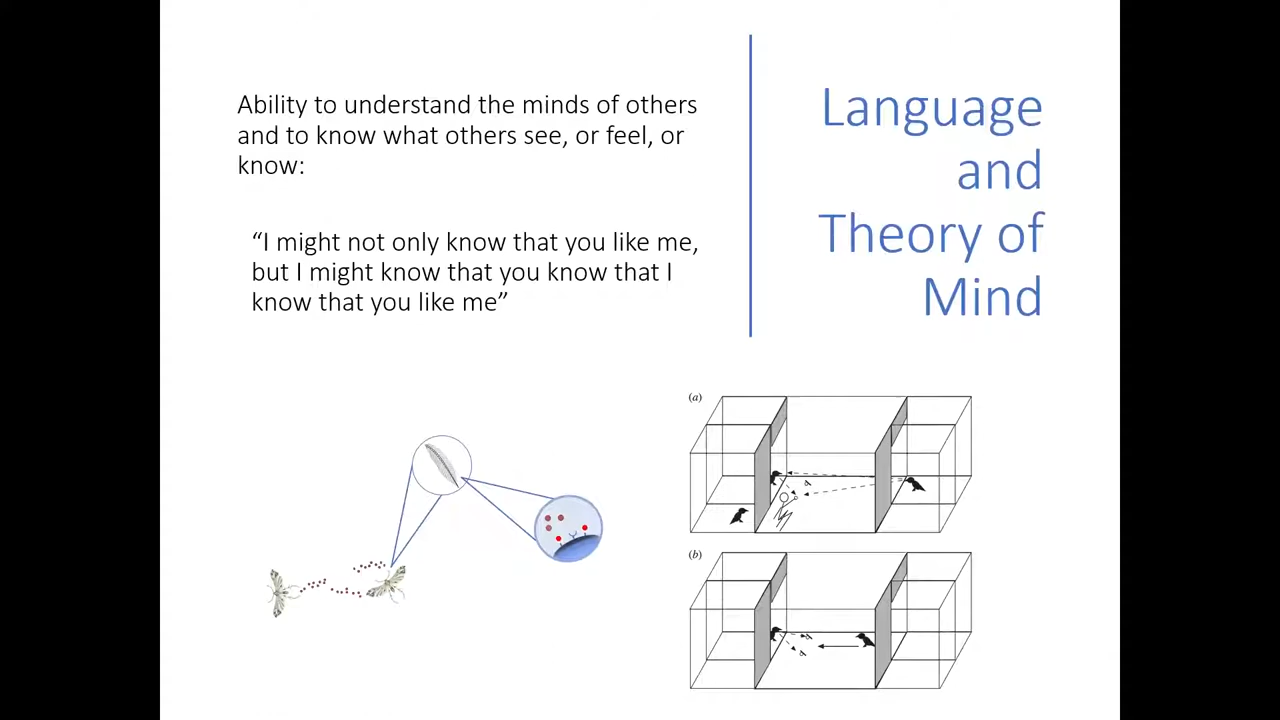 Ability to understand the minds of others
and to know what others see, or feel, or
know:
“I might not only know that you like me,
but I might know that you know that I
know that you like me”
Language
and
Theory of
Mind
(a)
(b)